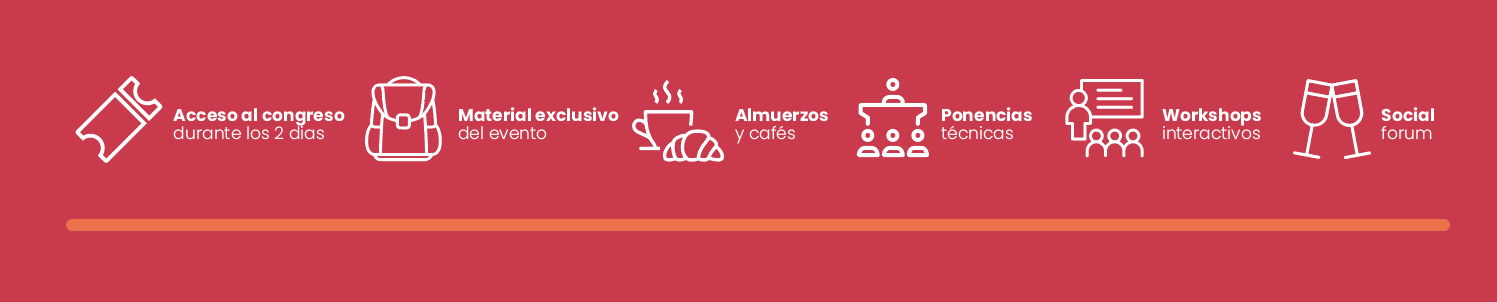 Acceso al congreso
durante los 2 días
Material exclusivo
del evento
Almuerzos
y cafés
Ponencias
técnicas
Workshops
interactivos
Social
forum